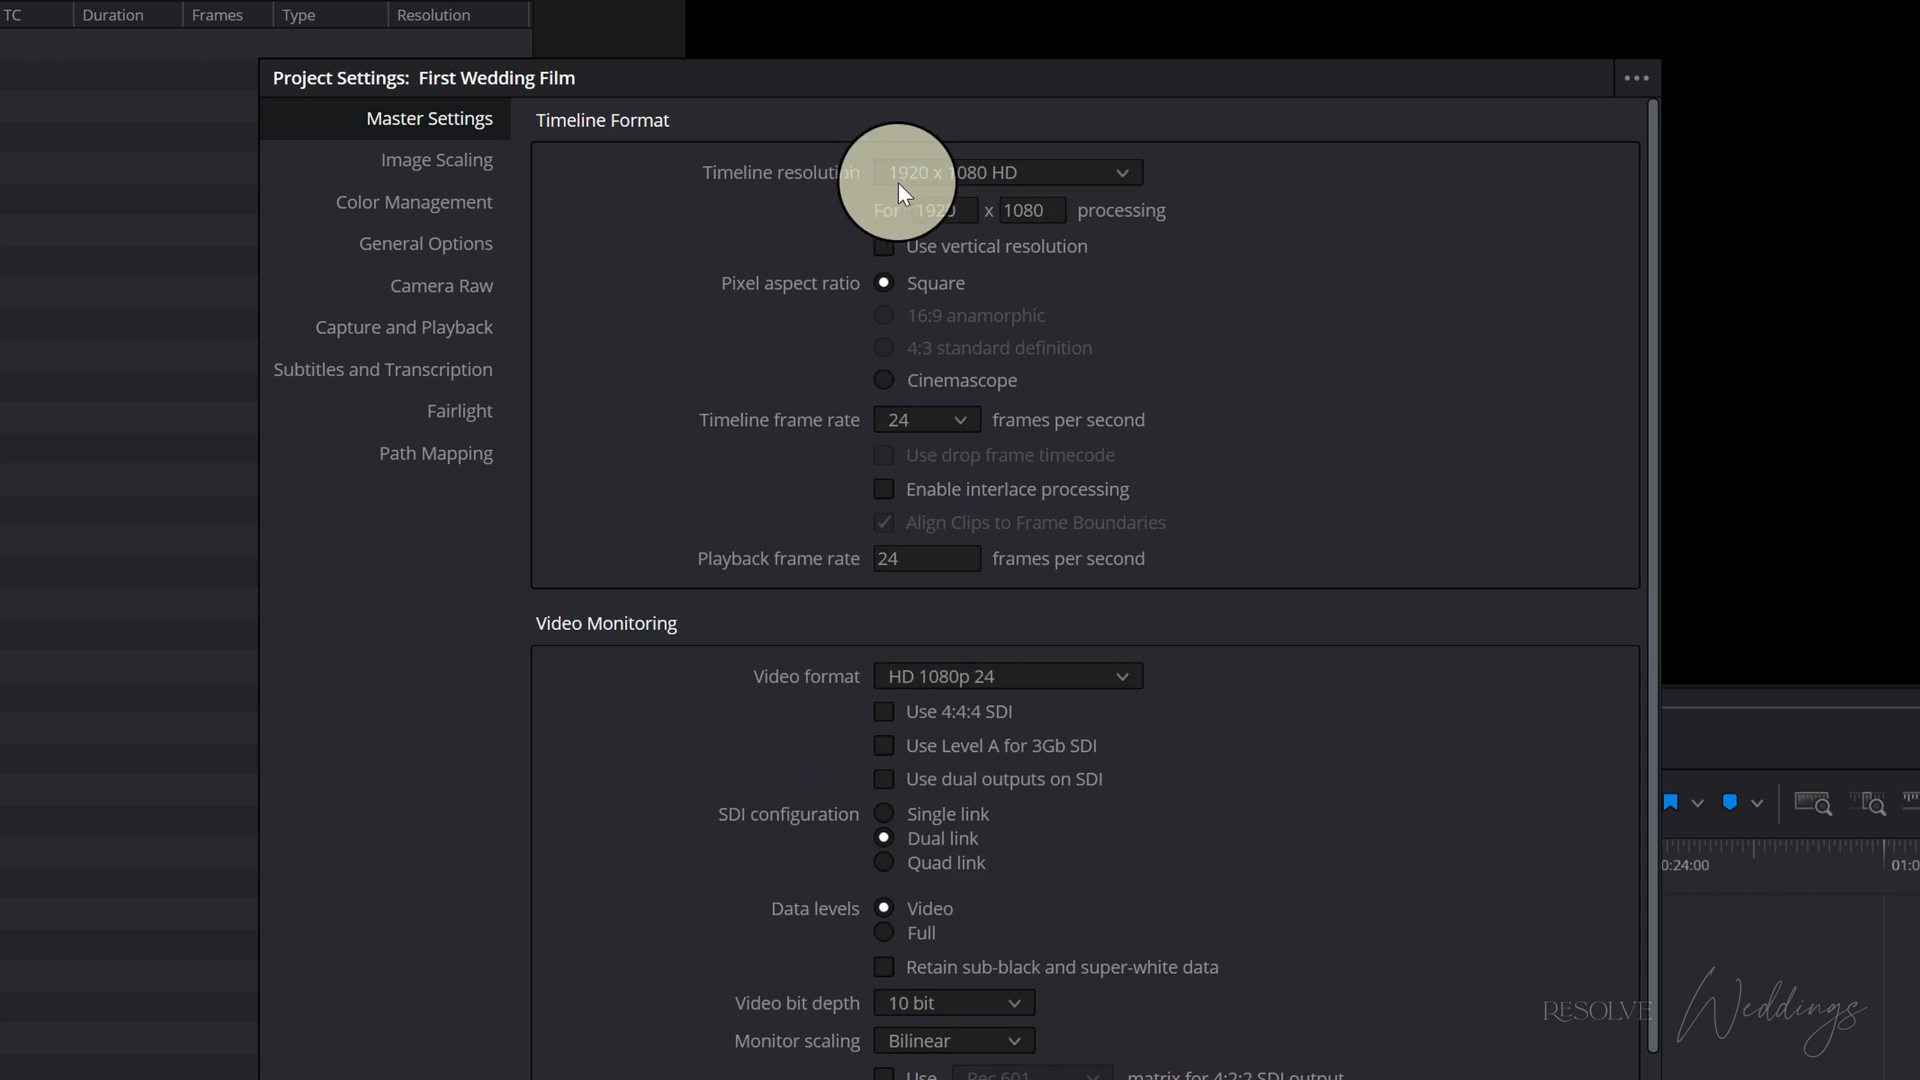 TC Duration Frames Type Resolution
Project Settings: First Wedding Film
Master Settings
Image Scaling
Color Management
General Options
Camera Raw
Capture and Playback
Subtitles and Transcription
Fairlight
Path Mapping
Timeline Format
Timeline resolution 1920 x 1080 HD
For 1920 x 1080 processing
Use vertical resolution
Pixel aspect ratio Square
16:9 anamorphic
4:3 standard definition
Cinemascope
Timeline frame rate 24 frames per second
Use drop frame timecode
Enable interlace processing
Align Clips to Frame Boundaries
Playback frame rate 24 frames per second
Video Monitoring
Video format HD 1080p 24
Use 4:4:4 SDI
Use Level A for 3Gb SDI
Use dual outputs on SDI
SDI configuration Single link
Dual link
Quad link
Data levels Video
Full
Retain sub-black and super-white data
Video bit depth 10 bit
Monitor scaling Bilinear
Use Rec.601 matrix for 4:2:2 SDI output
0:24:00 01:0
RESOLVE Weddings